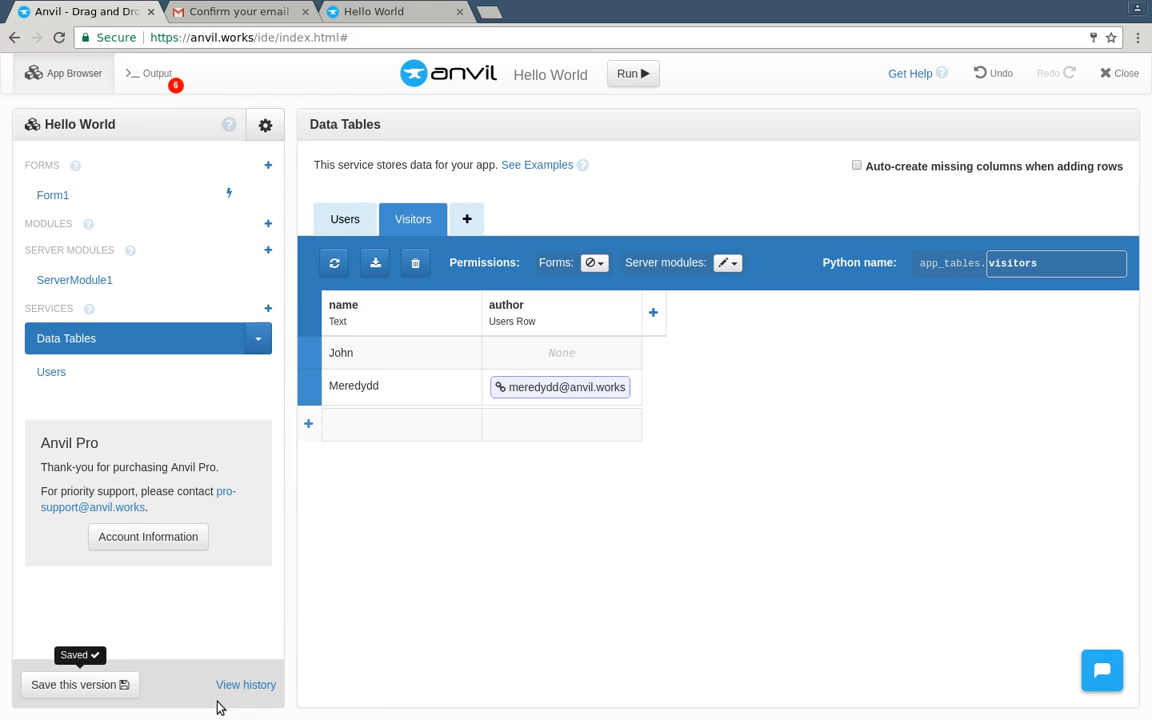 Anvil - Drag and Dro
Confirm your email
Hello World
Secure
https://anvil.works/ide/index.html#
App Browser
>_ Output
6
anvil
Hello World
Run
Get Help
Undo
Redo
Close
Hello World
Data Tables
FORMS
Form1
MODULES
SERVER MODULES
ServerModule1
SERVICES
Data Tables
Users
Anvil Pro
Thank-you for purchasing Anvil Pro.
For priority support, please contact pro-
support@anvil.works.
Account Information
Saved
Save this version
View history
This service stores data for your app. See Examples
Auto-create missing columns when adding rows
Users
Visitors
Permissions:
Forms:
Server modules:
Python name:
app_tables.visitors
name
Text
author
Users Row
John
None
Meredydd
meredydd@anvil.works